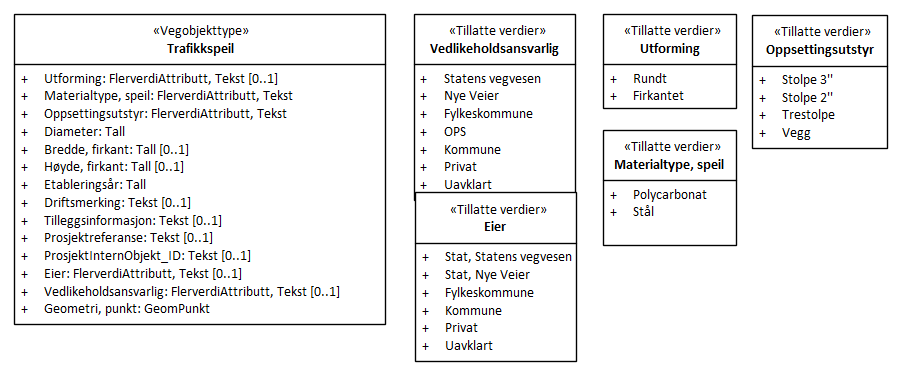 «Vegobjekttype»
Trafikkspeil
+ Utforming: FlerverdiAttributt, Tekst [0..1]
+ Materialtype, speil: FlerverdiAttributt, Tekst
+ Oppsettingsutstyr: FlerverdiAttributt, Tekst
+ Diameter: Tall
+ Bredde, firkant: Tall [0..1]
+ Høyde, firkant: Tall [0..1]
+ Etableringsår: Tall
+ Driftsmerking: Tekst [0..1]
+ Tilleggsinformasjon: Tekst [0..1]
+ Prosjektreferanse: Tekst [0..1]
+ ProsjektInternObjekt_ID: Tekst [0..1]
+ Eier: FlerverdiAttributt, Tekst [0..1]
+ Vedlikeholdsansvarlig: FlerverdiAttributt, Tekst [0..1]
+ Geometri, punkt: GeomPunkt
«Tillatte verdier»
Vedlikeholdsansvarlig
+ Statens vegvesen
+ Nye Veier
+ Fylkeskommune
+ OPS
+ Kommune
+ Privat
+ Uavklart
«Tillatte verdier»
Eier
+ Stat, Statens vegvesen
+ Stat, Nye Veier
+ Fylkeskommune
+ Kommune
+ Privat
+ Uavklart
«Tillatte verdier»
Utforming
+ Rundt
+ Firkantet
«Tillatte verdier»
Materialtype, speil
+ Polycarbonat
+ Stål
«Tillatte verdier»
Oppsettingsutstyr
+ Stolpe 3"
+ Stolpe 2"
+ Trestolpe
+ Vegg